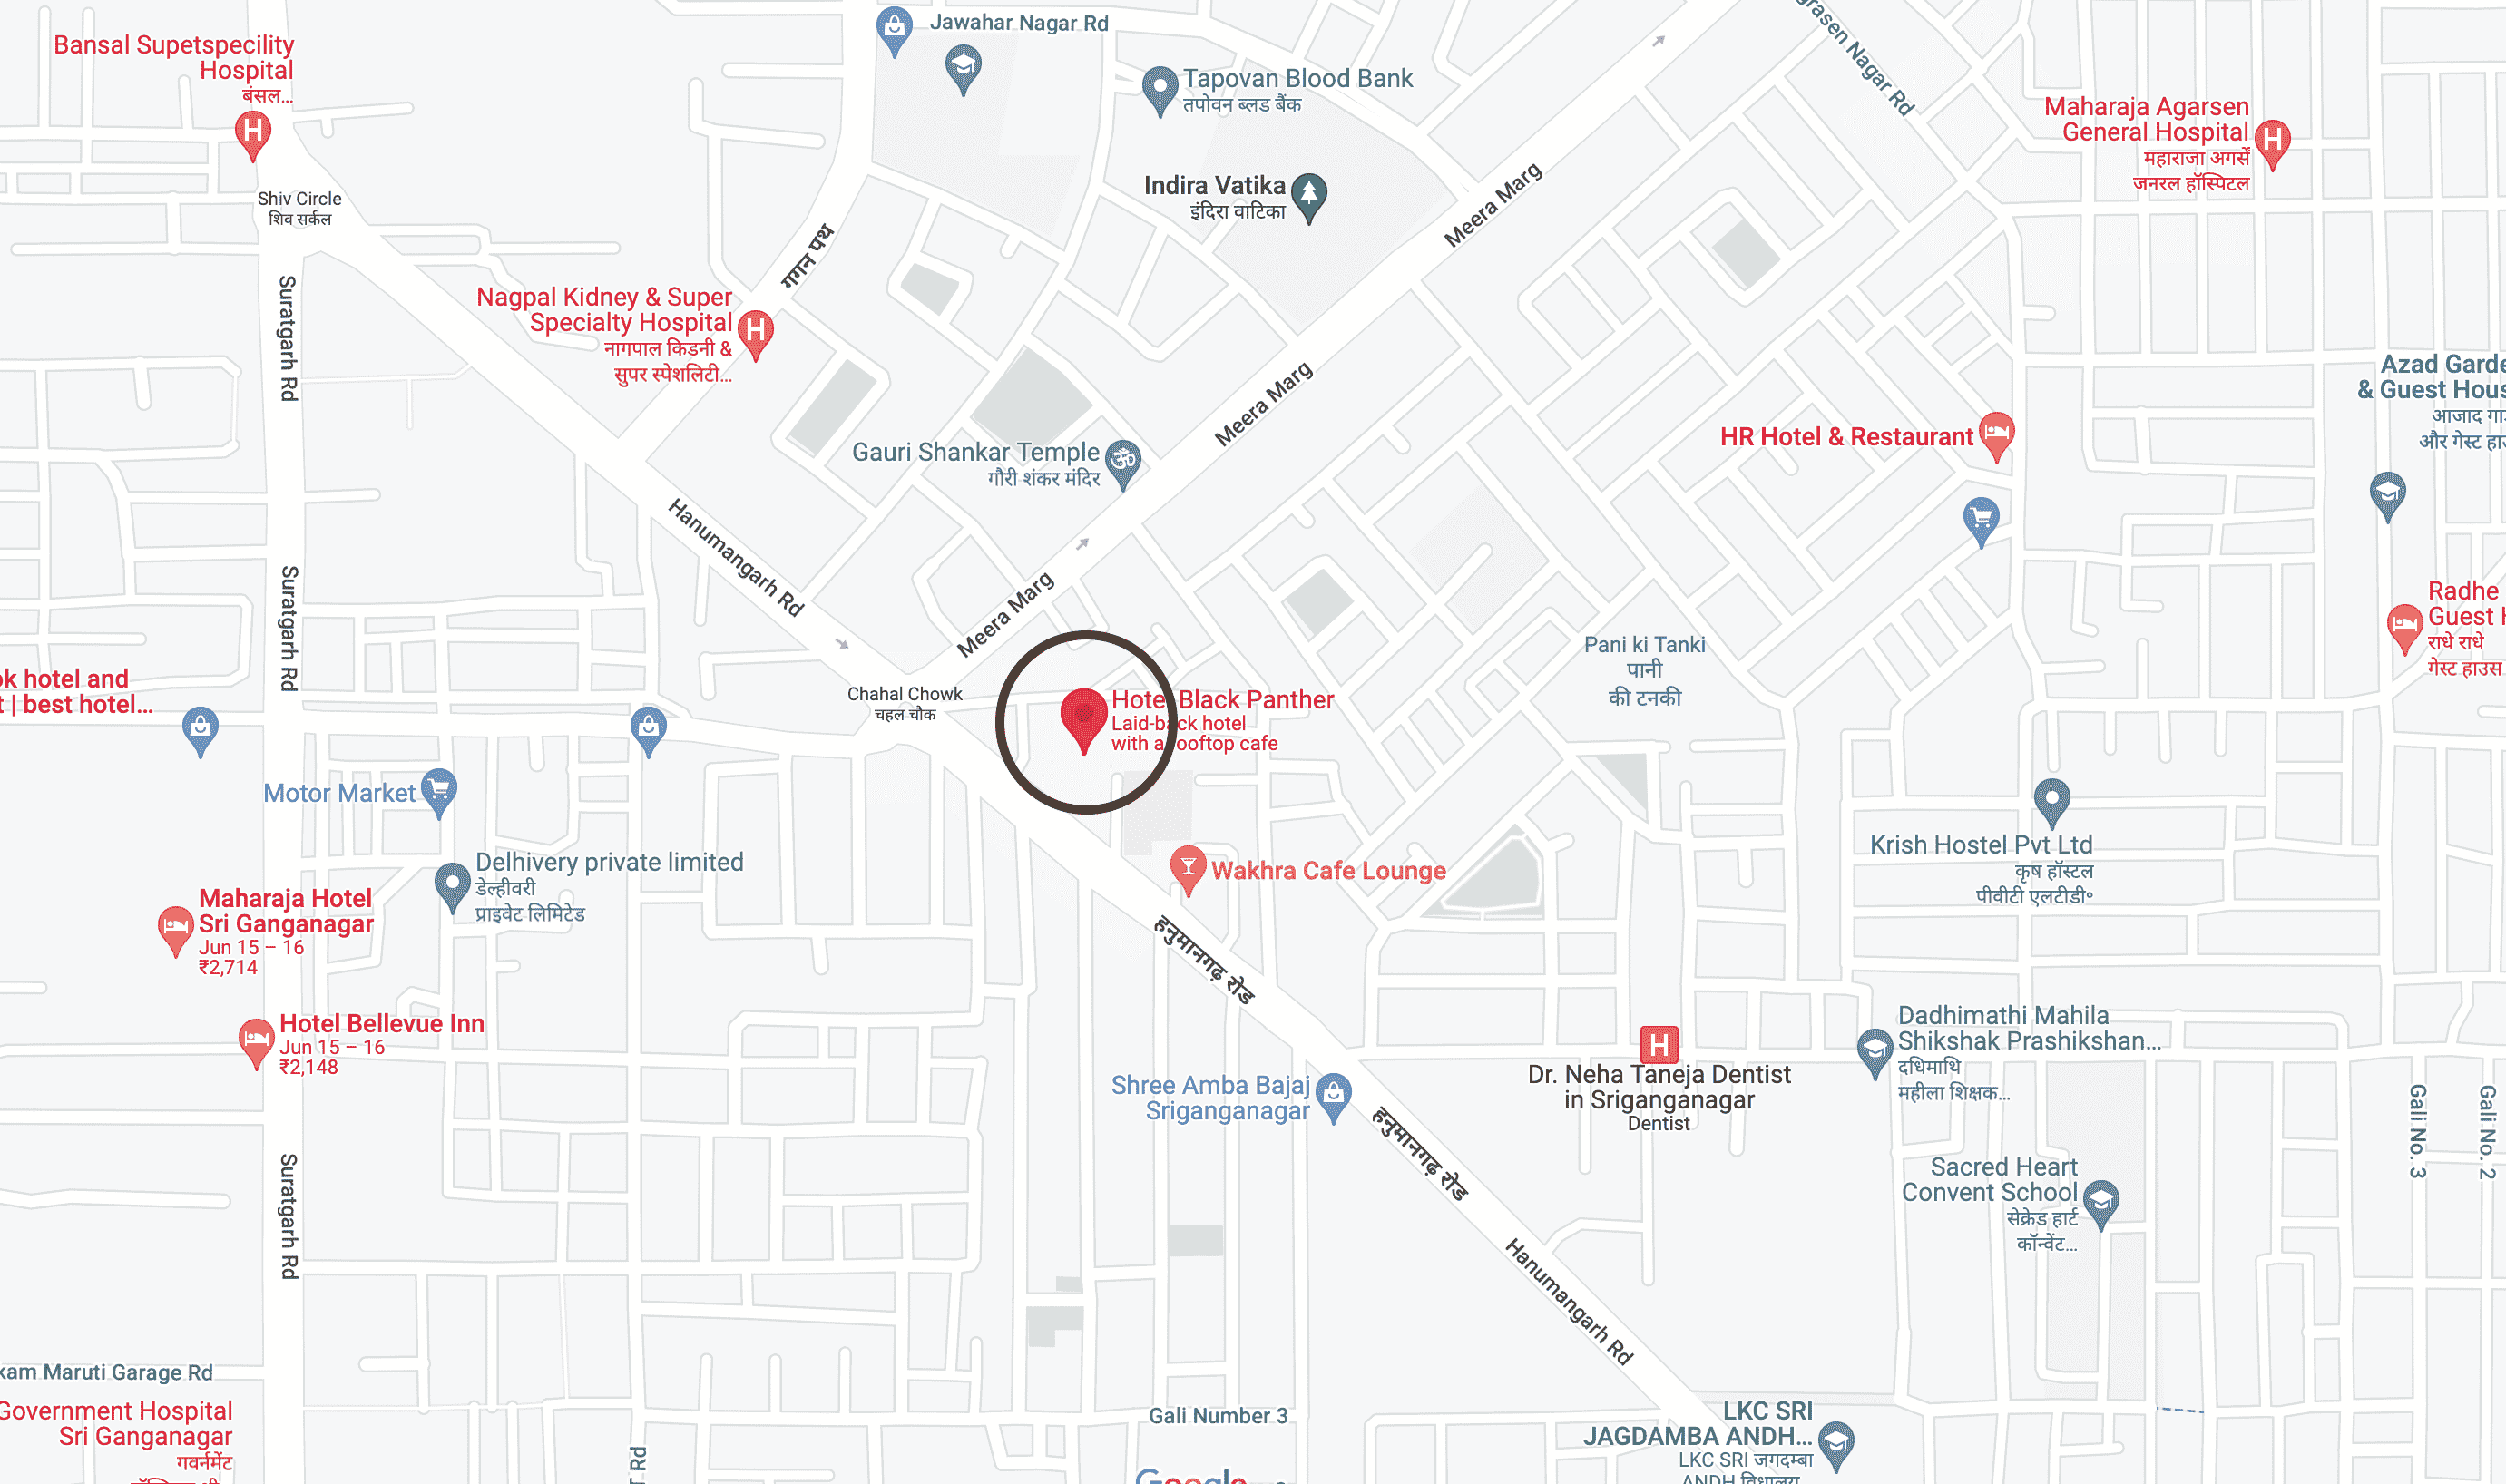 Jawahar Nagar Rd
grasen Nagar Rd
Bansal Supetspecility
Hospital
बंसल...
Tapovan Blood Bank
तपोवन ब्लड बैंक
Maharaja Agarsen
General Hospital
महाराजा अगर्सें
जनरल हॉस्पिटल
Shiv Circle
शिव सर्कल
Indira Vatika
इंदिरा वाटिका
Meera Marg
गगन पथ
Suratgarh Rd
Nagpal Kidney & Super
Specialty Hospital
नागपाल किडनी &
सुपर स्पेशलिटी...
Meera Marg
Azad Garde
& Guest Hous
आजाद गा
और गेस्ट हा
HR Hotel & Restaurant
Gauri Shankar Temple
गौरी शंकर मंदिर
Hanumangarh Rd
Meera Marg
Suratgarh Rd
Radhe
Guest H
राधे राधे
गेस्ट हाउस
Pani ki Tanki
पानी
की टनकी
ok hotel and
t | best hotel...
Chahal Chowk
चहल चौक
Hotel Black Panther
Laid-back hotel
with a rooftop cafe
Motor Market
Krish Hostel Pvt Ltd
कृष हॉस्टल
पीवीटी एलटीडी॰
Delhivery private limited
डेल्हीवरी
प्राइवेट लिमिटेड
Wakhra Cafe Lounge
Maharaja Hotel
Sri Ganganagar
Jun 15 – 16
₹2,714
हनुमानगढ़ रोड
Hotel Bellevue Inn
Jun 15 – 16
₹2,148
Dadhimathi Mahila
Shikshak Prashikshan...
दधिमाथि
महीला शिक्षक...
Dr. Neha Taneja Dentist
in Sriganganagar
Dentist
Shree Amba Bajaj
Sriganganagar
हनुमानगढ़ रोड
Gali No. 3
Gali No. 2
Sacred Heart
Convent School
सेक्रेड हार्ट
कॉन्वेंट...
Suratgarh Rd
Hanumangarh Rd
kam Maruti Garage Rd
Government Hospital
Sri Ganganagar
गवर्नमेंट
Gali Number 3
Rd
LKC SRI
JAGDAMBA ANDH...
LKC SRI जगदम्बा
ANDH विद्यालय
Google